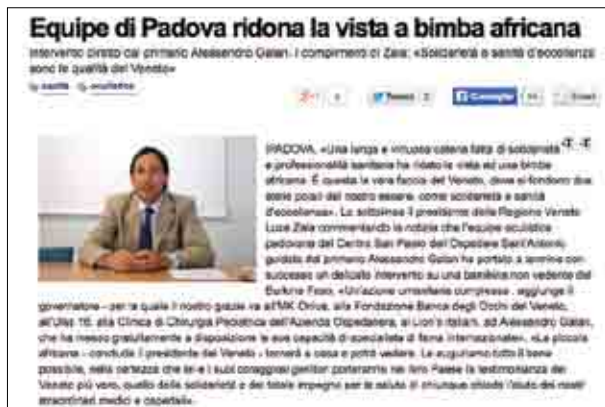 Equipe di Padova ridona la vista a bimba africana
Intervento diretto dal primario Alessandro Galan. I complimenti di Zaia: «Solidarietà e sanità d'eccellenza
sono le qualità del Veneto»
sanità
Tweet 2 Consiglia Email
PADOVA. «Una lunga e virtuosa catena fatta di solidarietà
e professionalità sanitaria ha ridato la vista ad una bimba
africana. È questa la vera faccia del Veneto, dove si fondono due
stelle polari del nostro essere, come solidarietà e sanità
d'eccellenza». Lo sottolinea il presidente della Regione Veneto
Luca Zaia commentando la notizia che l'equipe oculistica
padovana del Centro San Paolo dell'Ospedale Sant'Antonio
guidata dal primario Alessandro Galan ha portato a termine con
successo un delicato intervento su una bambina non vedente del
Burkina Faso. «Un'azione umanitaria complessa - aggiunge il
governatore - per la quale il nostro grazie va all'MK Onlus, alla Fondazione Banca degli Occhi del Veneto,
all'Ulss 16, alla Clinica di Chirurgia Pediatrica dell'Azienda Ospedaliera, ai Lion's italiani, ad Alessandro Galan,
che ha messo gratuitamente a disposizione le sue capacità di specialista di fama internazionale». «La piccola
africana - conclude il presidente del Veneto - tornerà a casa e potrà vedere. Le auguriamo tutto il bene
possibile, nella certezza che lei e i suoi coraggiosi genitori porteranno nel loro Paese la testimonianza del
Veneto più vero, quello della solidarietà e del totale impegno per la salute di chiunque chieda l'aiuto dei nostri
straordinari medici e ospedali».